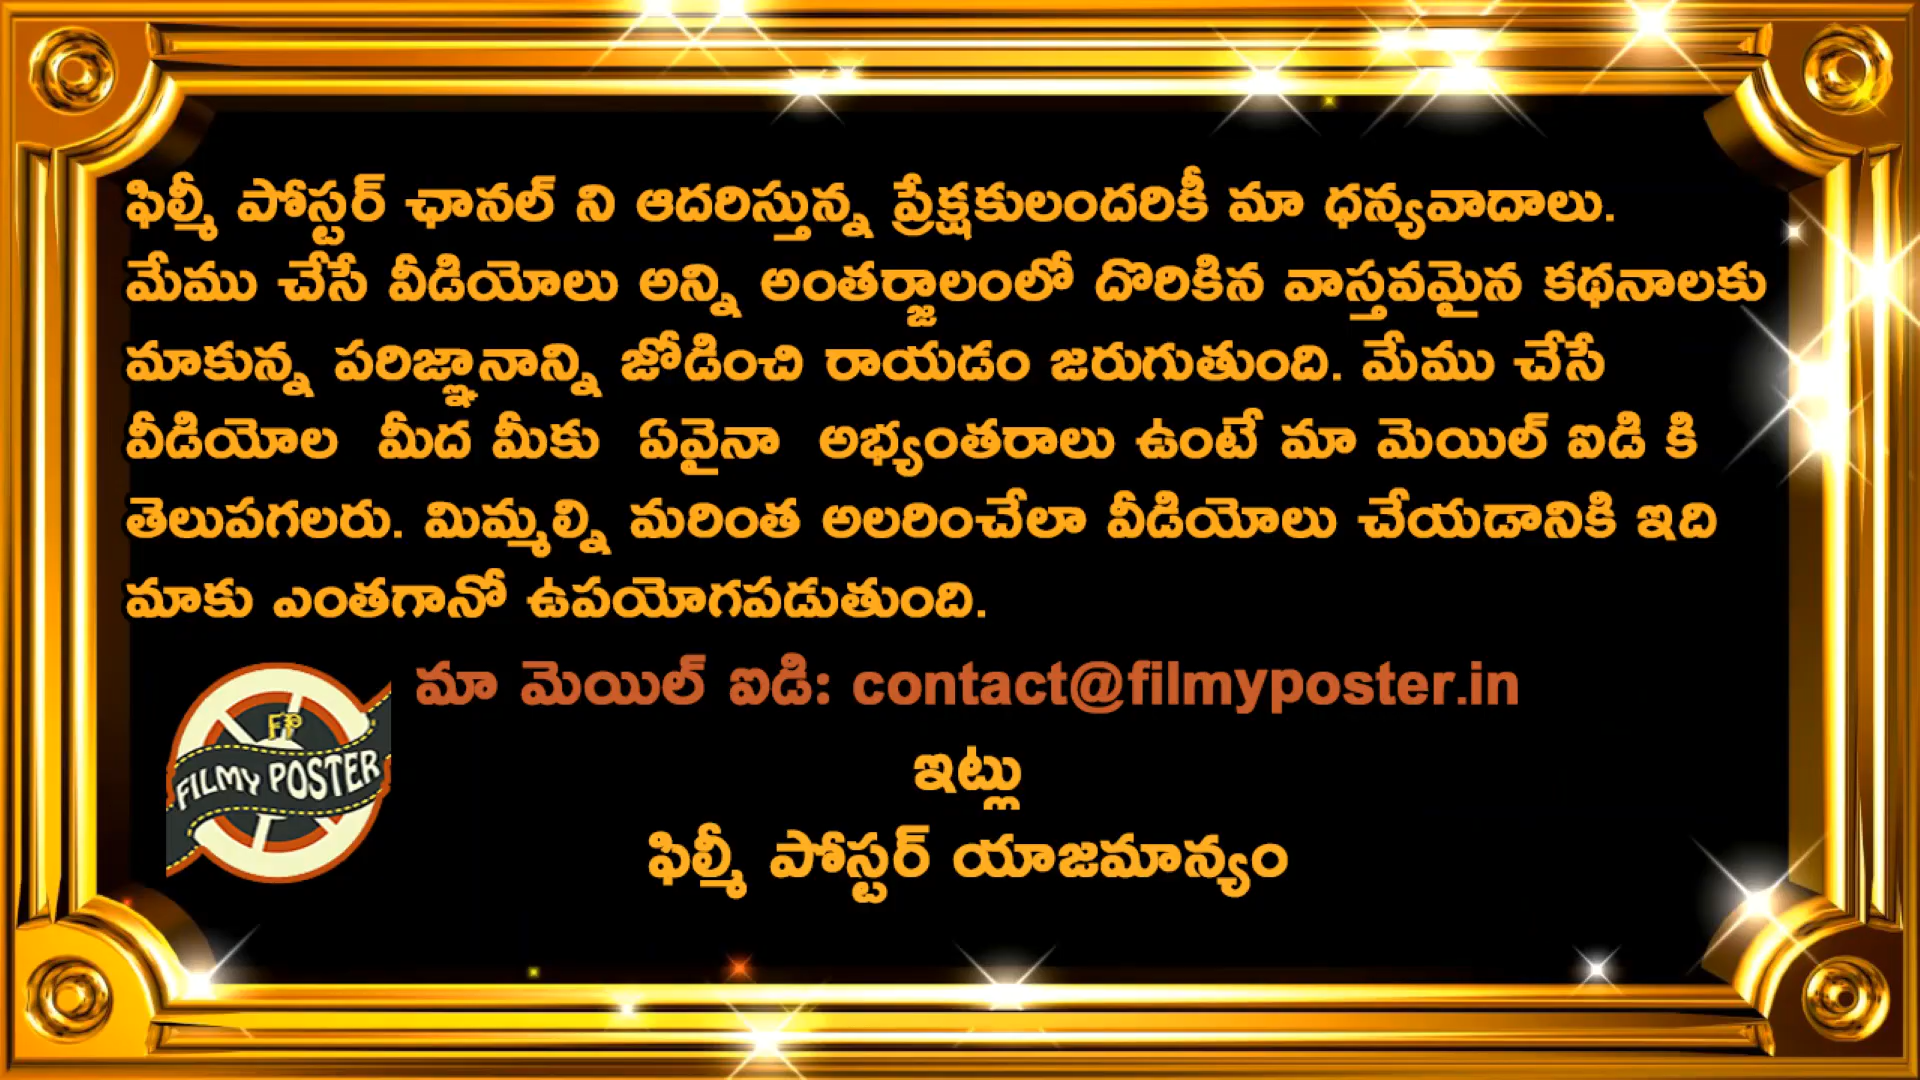 ఫిల్మీ పోస్టర్ ఛానల్ ని ఆదరిస్తున్న ప్రేక్షకులందరికీ మా ధన్యవాదాలు.
మేము చేసే వీడియోలు అన్ని అంతర్జాలంలో దొరికిన వాస్తవమైన కథనాలకు
మాకున్న పరిజ్ఞానాన్ని జోడించి రాయడం జరుగుతుంది. మేము చేసే
వీడియోల మీద మీకు ఏవైనా అభ్యంతరాలు ఉంటే మా మెయిల్ ఐడి కి
తెలుపగలరు. మిమ్మల్ని మరింత అలరించేలా వీడియోలు చేయడానికి ఇది
మాకు ఎంతగానో ఉపయోగపడుతుంది.
మా మెయిల్ ఐడి: contact@filmyposter.in
FP
FILMY POSTER
ఇట్లు
ఫిల్మీ పోస్టర్ యాజమాన్యం